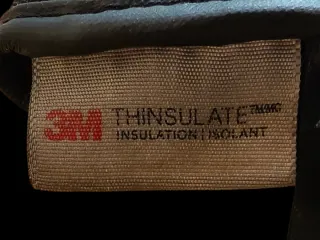 3M THiNSULATE™/MC
INSULATION | ISOLANT